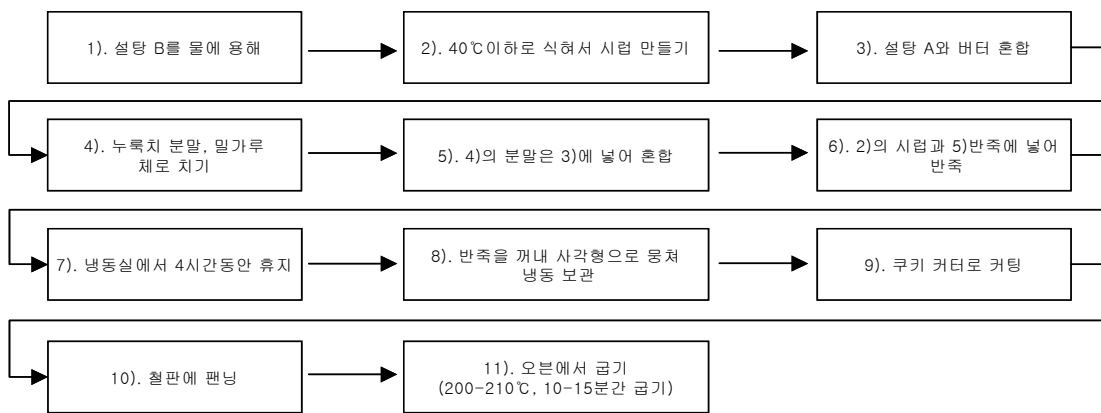 1). 설탕 B를 물에 용해
2). 40℃이하로 식혀서 시럽 만들기
3). 설탕 A와 버터 혼합
4). 누룩치 분말, 밀가루
체로 치기
5). 4)의 분말은 3)에 넣어 혼합
6). 2)의 시럽과 5)반죽에 넣어
반죽
7). 냉동실에서 4시간동안 휴지
8). 반죽을 꺼내 사각형으로 뭉쳐
냉동 보관
9). 쿠키 커터로 커팅
10). 철판에 팬닝
11). 오븐에서 굽기
(200-210℃, 10-15분간 굽기)